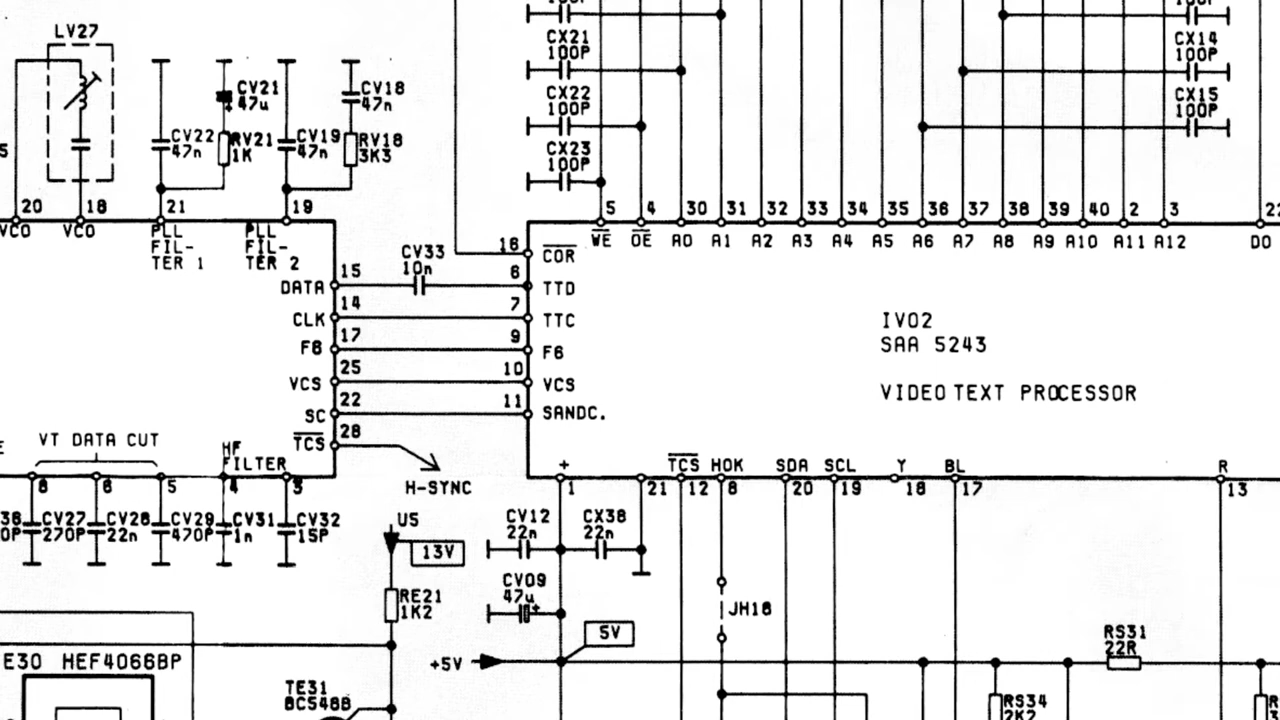 LV27
CX21
100P
CX14
100P
CV21
47u
CV18
47n
CX22
100P
CX15
100P
CV22
47n
RV21
1K
CV19
47n
RV18
3K3
CX23
100P
20 18 21 19
5 4 30 31 32 33 34 35 36 37 38 39 40 2 3 22
VCO VCO PLL FIL- TER 1 PLL FIL- TER 2
WE OE A0 A1 A2 A3 A4 A5 A6 A7 A8 A9 A10 A11 A12 D0
CV33
10n
16 COR
DATA 15 6 TTD
CLK 14 7 TTC
F6 17 9 F6
VCS 25 10 VCS
SC 22 11 SANDC.
TCS 28
H-SYNC
IV02
SAA 5243
VIDEOTEXT PROCESSOR
VT DATA CUT
HF
FILTER
8 6 5 4 3
+ TCS HOK SDA SCL Y BL R
1 21 12 8 20 19 18 17 13
CV27
270P
CV28
22n
CV29
470P
CV31
1n
CV32
15P
U5
13V
CV12
22n
CX38
22n
RE21
1K2
CV09
47u
+
JH18
5V
+5V
RS31
22R
E30 HEF4066BP
TE31
BC548B
RS34
2K2